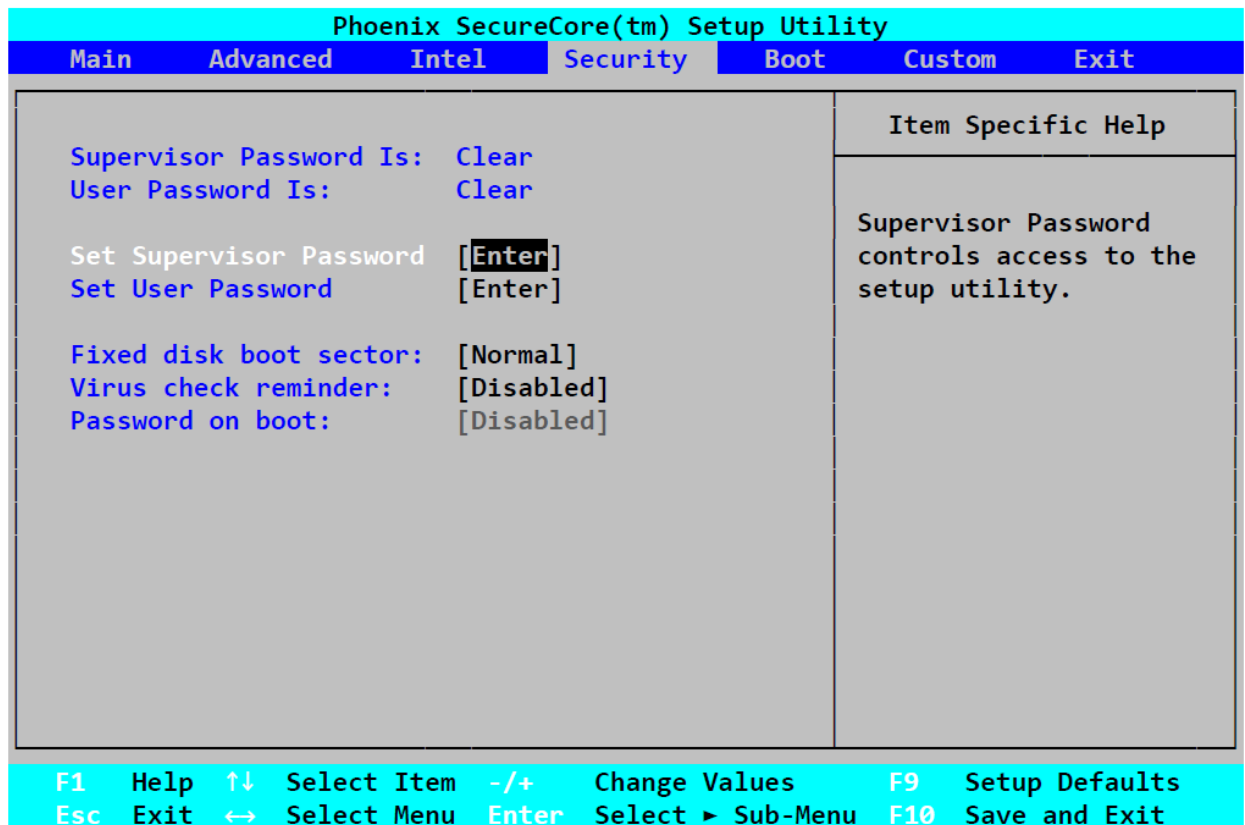 Phoenix SecureCore(tm) Setup Utility
Main Advanced Intel Security Boot Custom Exit
Item Specific Help
Supervisor Password Is: Clear
User Password Is: Clear
Set Supervisor Password [Enter]
Set User Password [Enter]
Fixed disk boot sector: [Normal]
Virus check reminder: [Disabled]
Password on boot: [Disabled]
Supervisor Password
controls access to the
setup utility.
F1 Help ↑↓ Select Item -/+ Change Values F9 Setup Defaults
Esc Exit ↔ Select Menu Enter Select ► Sub-Menu F10 Save and Exit